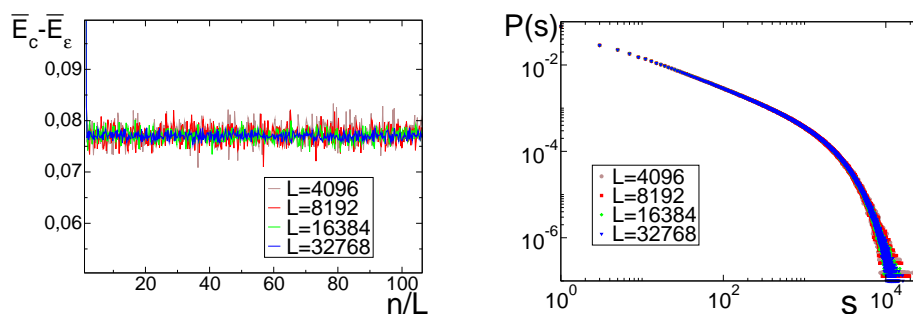 E̅c-E̅ε
0,09
0,08
0,07
0,06
L=4096
L=8192
L=16384
L=32768
20 40 60 80 100
n/L
P(s)
10^-2
10^-4
10^-6
L=4096
L=8192
L=16384
L=32768
10^0 10^2 10^4
s